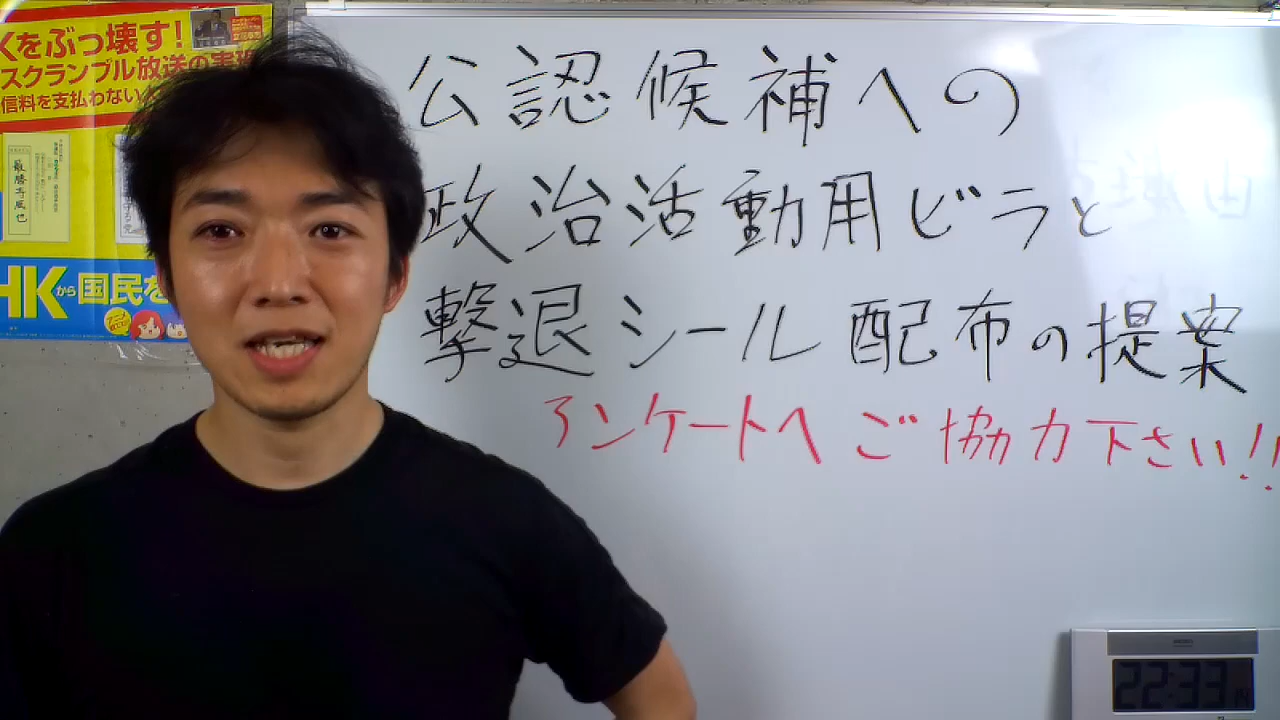 くをぶっ壊す!
スクランブル放送の実現
信料を支払わない
HKから国民を
公認候補への
政治活動用ビラと
撃退シール配布の提案
アンケートへご協力下さい!!
22:33